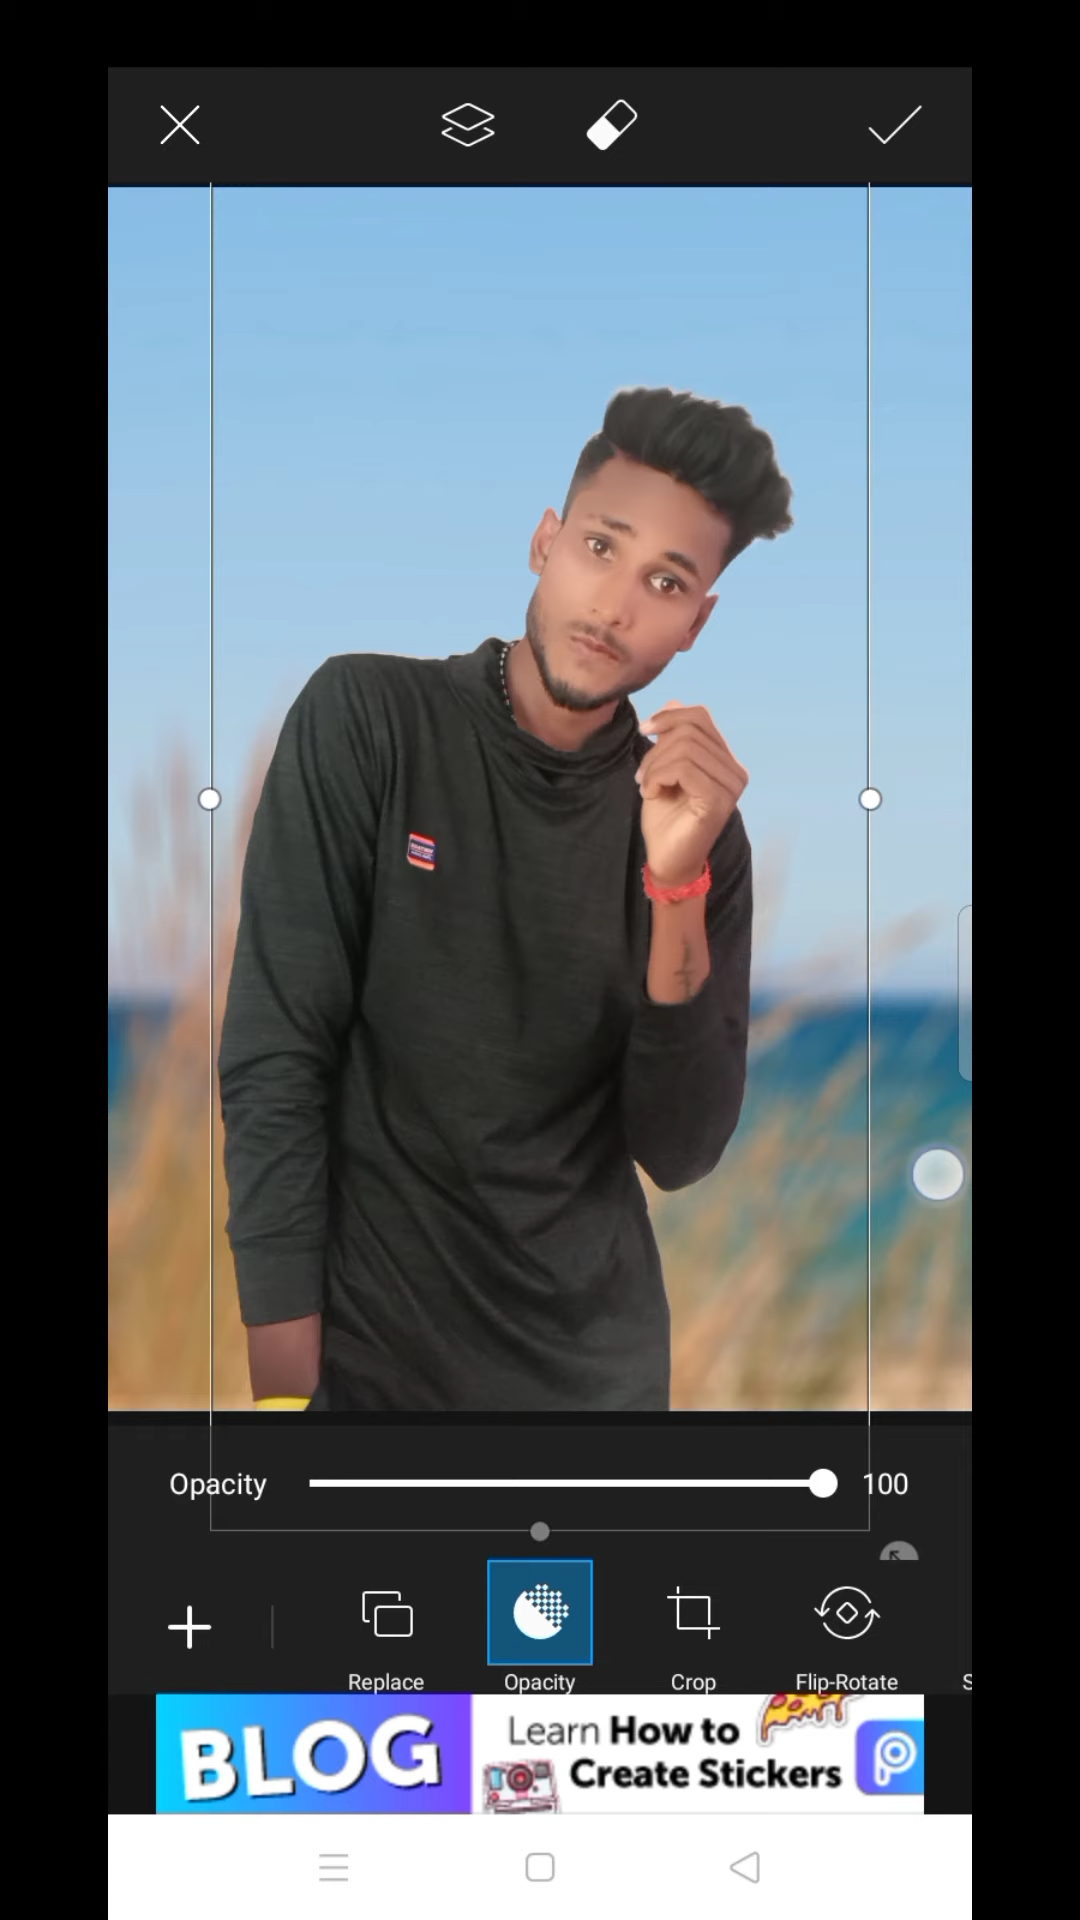 Opacity 100
Replace Opacity Crop Flip-Rotate S
BLOG
Learn How to
Create Stickers